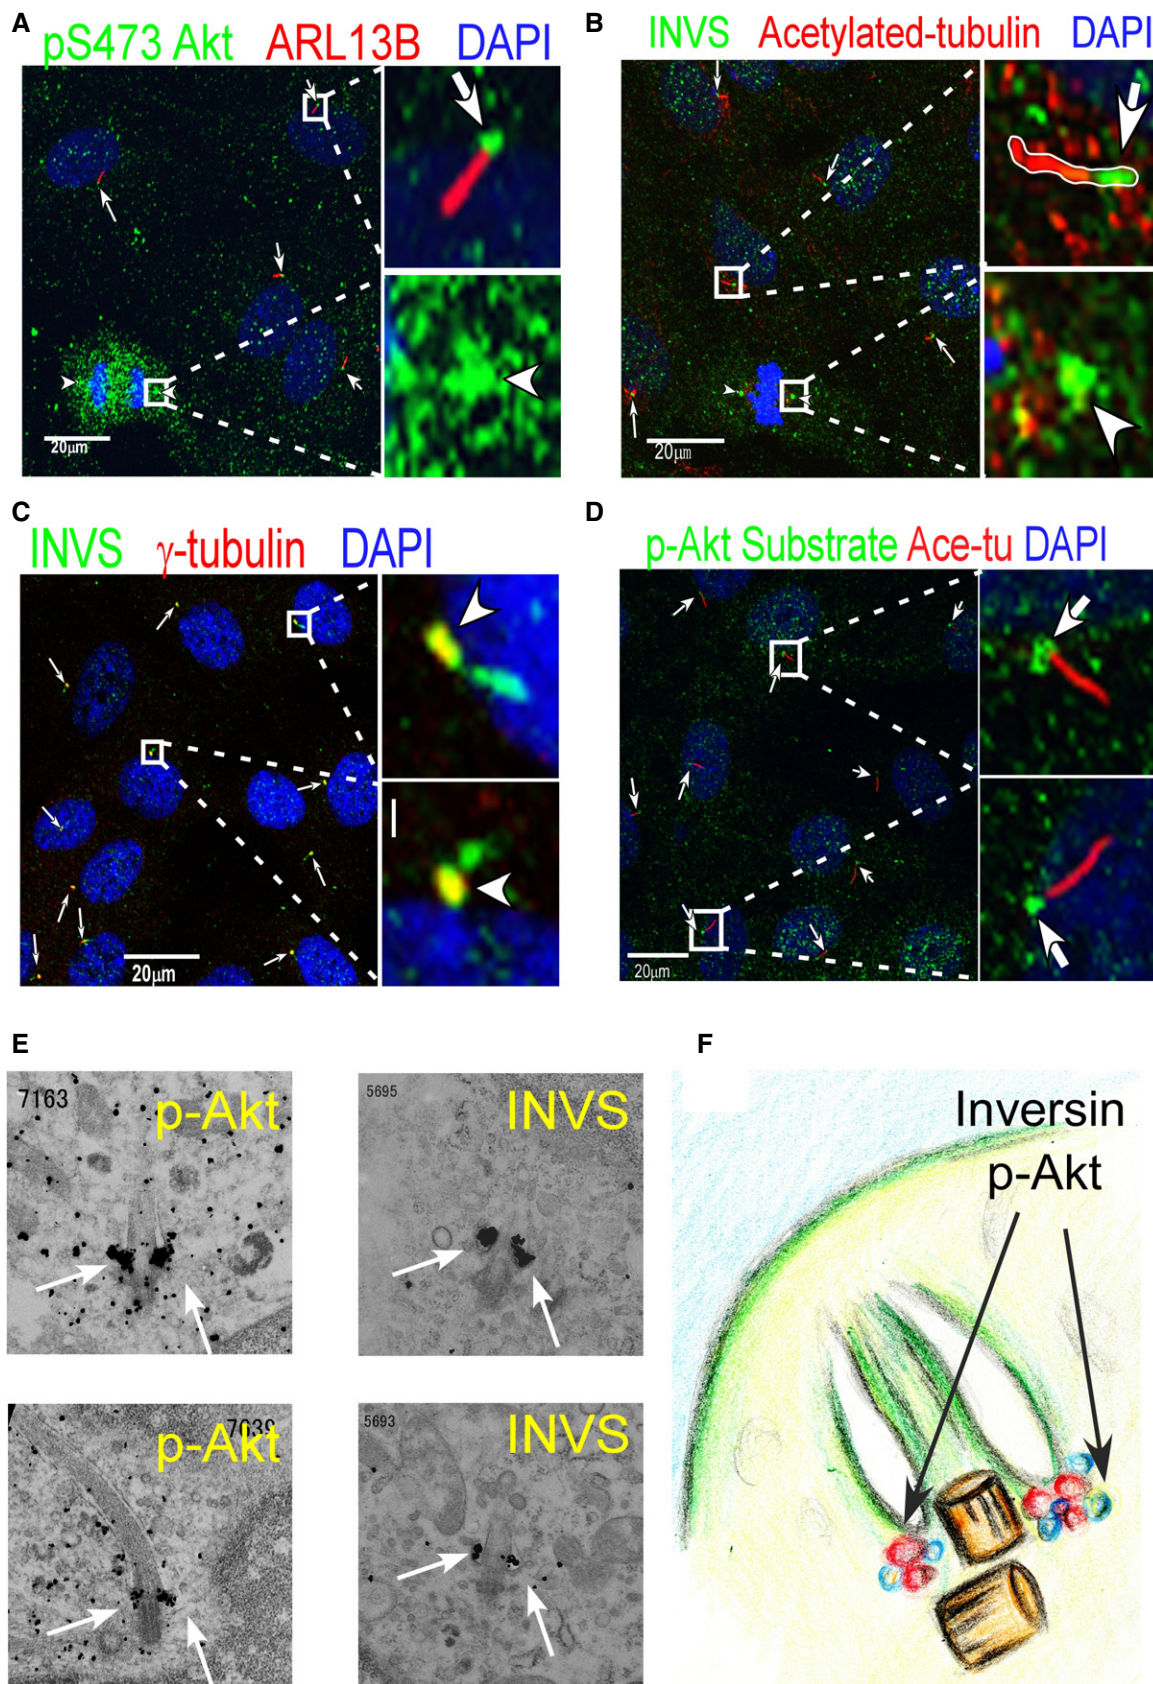 A
pS473 Akt ARL13B DAPI
20µm
B
INVS Acetylated-tubulin DAPI
20µm
C
INVS γ-tubulin DAPI
20µm
D
p-Akt Substrate Ace-tu DAPI
20µm
E
7163
p-Akt
5695
INVS
7639
p-Akt
5693
INVS
F
Inversin
p-Akt